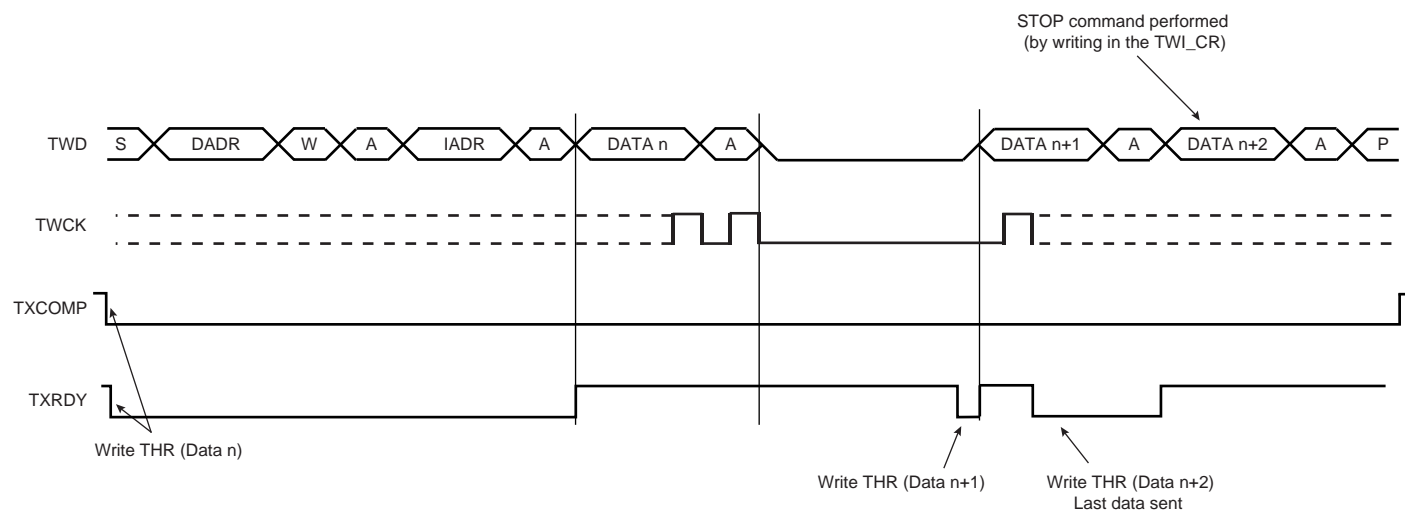 STOP command performed
(by writing in the TWI_CR)
TWD S DADR W A IADR A DATA n A DATA n+1 A DATA n+2 A P
TWCK
TXCOMP
TXRDY
Write THR (Data n)
Write THR (Data n+1)
Write THR (Data n+2)
Last data sent